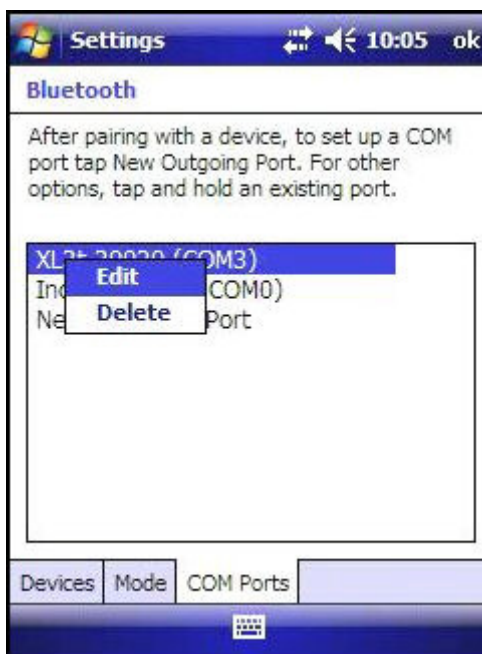 Settings 10:05 ok
Bluetooth
After pairing with a device, to set up a COM
port tap New Outgoing Port. For other
options, tap and hold an existing port.
(COM3)
Edit
COM0)
Delete
Port
Devices Mode COM Ports